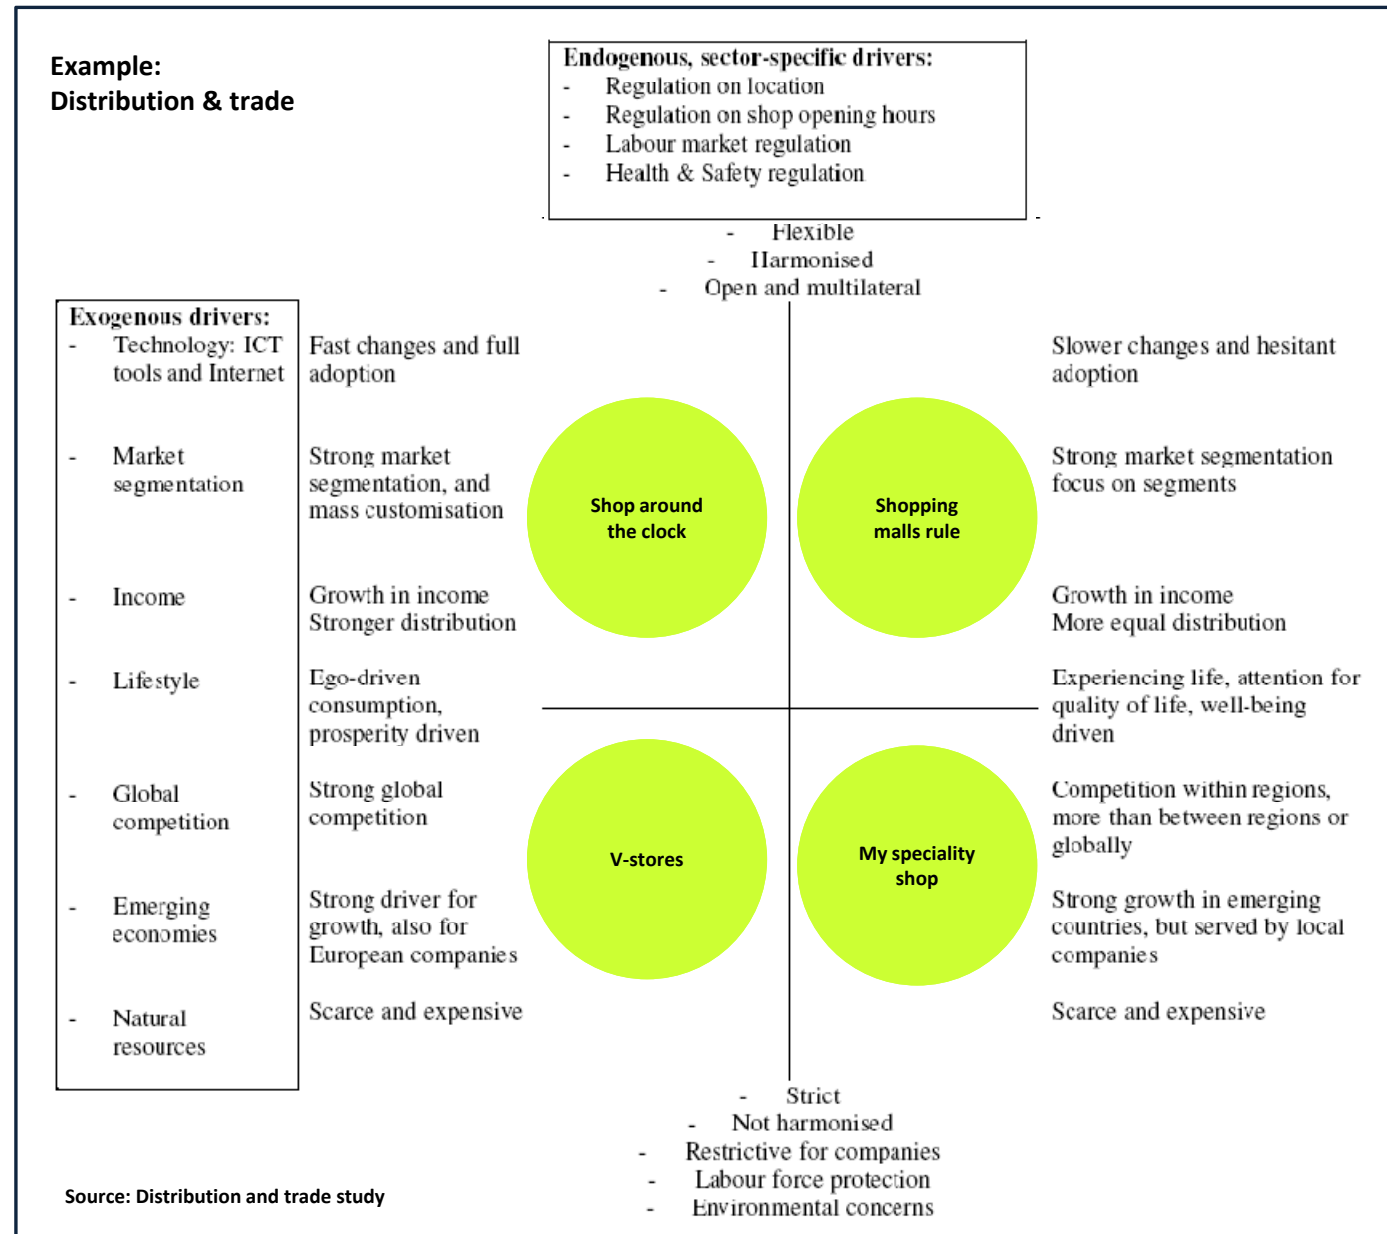 Example:
Distribution & trade
Endogenous, sector-specific drivers:
- Regulation on location
- Regulation on shop opening hours
- Labour market regulation
- Health & Safety regulation
- Flexible
- Harmonised
- Open and multilateral
Exogenous drivers:
- Technology: ICT
tools and Internet
Fast changes and full
adoption
Slower changes and hesitant
adoption
- Market
segmentation
Strong market
segmentation, and
mass customisation
Strong market segmentation
focus on segments
Shop around
the clock
Shopping
malls rule
- Income
Growth in income
Stronger distribution
Growth in income
More equal distribution
- Lifestyle
Ego-driven
consumption,
prosperity driven
Experiencing life, attention for
quality of life, well-being
driven
- Global
competition
Strong global
competition
Competition within regions,
more than between regions or
globally
V-stores
My speciality
shop
- Emerging
economies
Strong driver for
growth, also for
European companies
Strong growth in emerging
countries, but served by local
companies
- Natural
resources
Scarce and expensive
Scarce and expensive
- Strict
- Not harmonised
- Restrictive for companies
- Labour force protection
- Environmental concerns
Source: Distribution and trade study